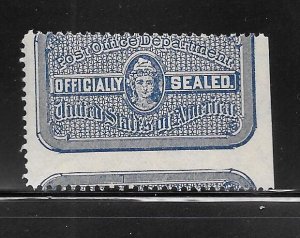 Post Office Department
OFFICIALLY SEALED.
United States of America